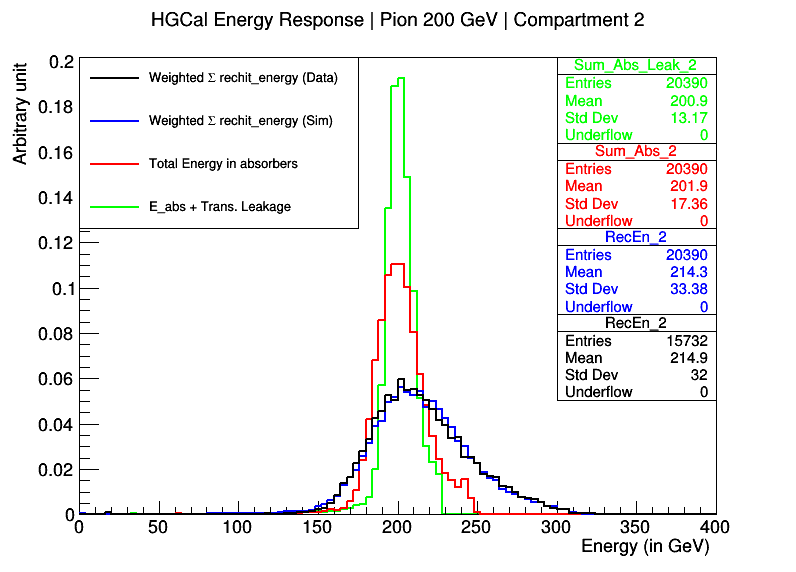 HGCal Energy Response | Pion 200 GeV | Compartment 2
Arbitrary unit
0.2
0.18
0.16
0.14
0.12
0.1
0.08
0.06
0.04
0.02
0
Weighted Σ rechit_energy (Data)
Weighted Σ rechit_energy (Sim)
Total Energy in absorbers
E_abs + Trans. Leakage
Sum_Abs_Leak_2
Entries 20390
Mean 200.9
Std Dev 13.17
Underflow 0
Sum_Abs_2
Entries 20390
Mean 201.9
Std Dev 17.36
Underflow 0
RecEn_2
Entries 20390
Mean 214.3
Std Dev 33.38
Underflow 0
RecEn_2
Entries 15732
Mean 214.9
Std Dev 32
Underflow 0
0 50 100 150 200 250 300 350 400
Energy (in GeV)